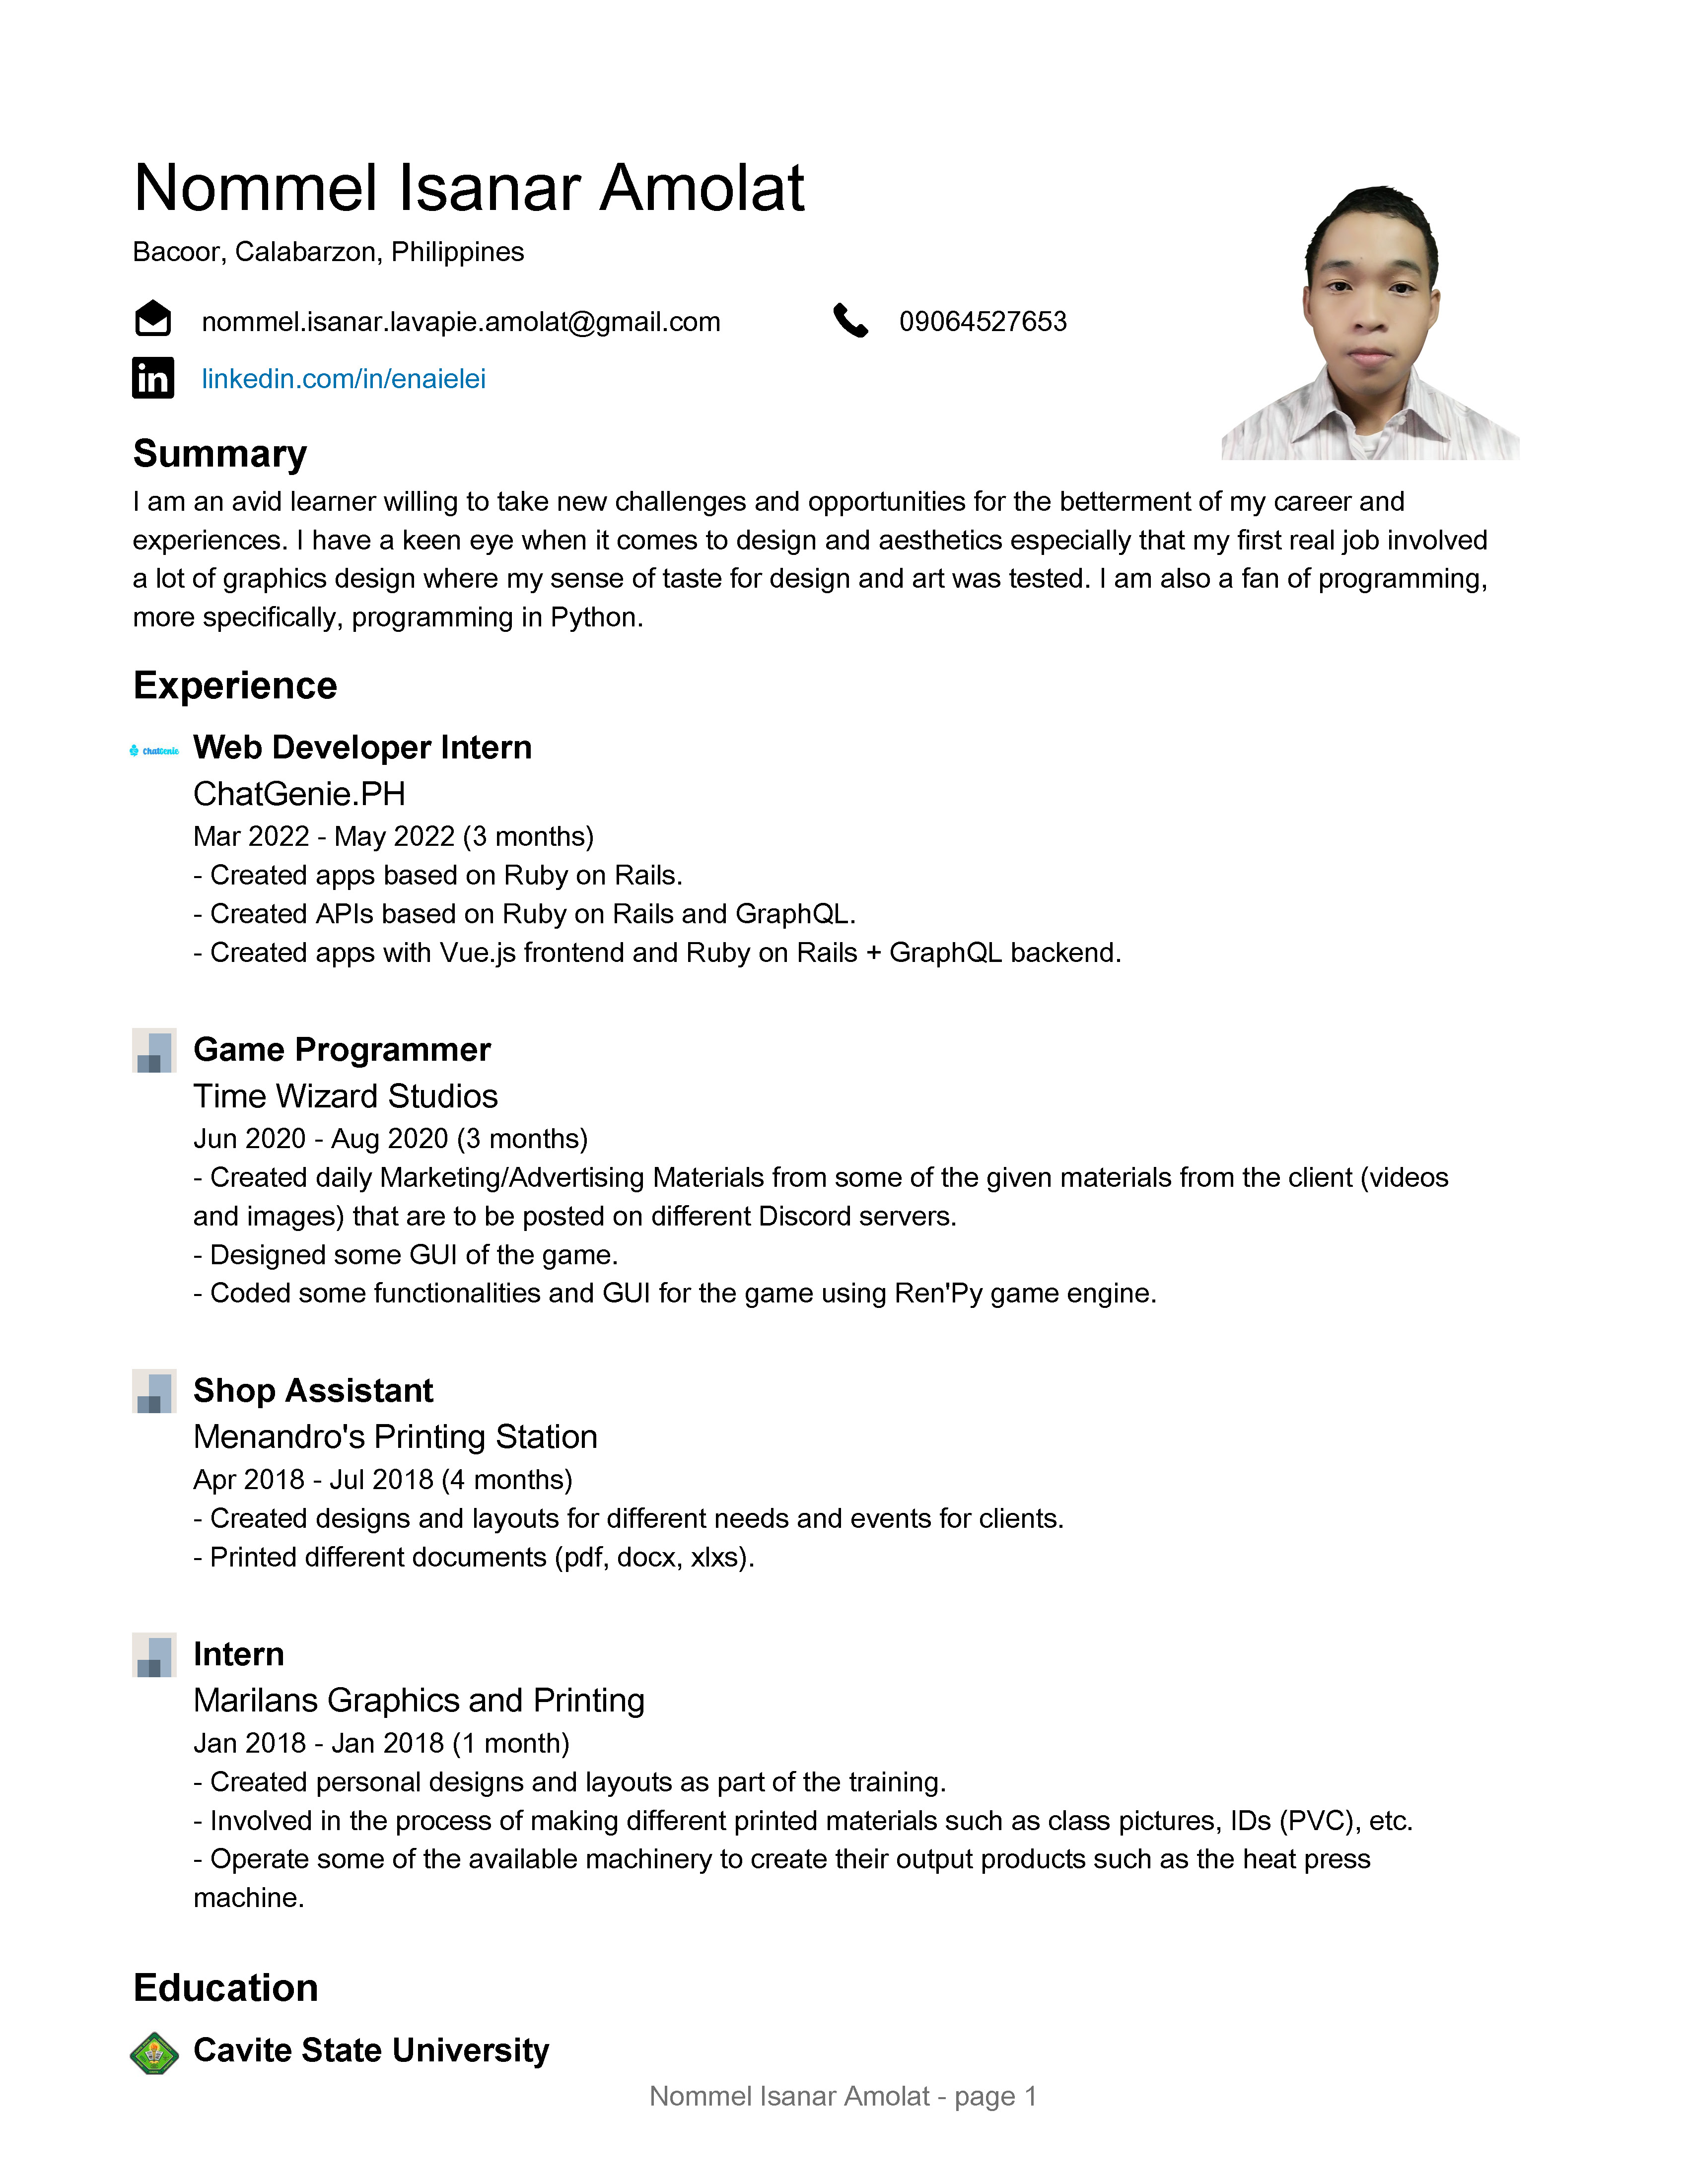 Nommel Isanar Amolat
Bacoor, Calabarzon, Philippines
nommel.isanar.lavapie.amolat@gmail.com
09064527653
in
linkedin.com/in/enaielei
Summary
I am an avid learner willing to take new challenges and opportunities for the betterment of my career and
experiences. I have a keen eye when it comes to design and aesthetics especially that my first real job involved
a lot of graphics design where my sense of taste for design and art was tested. I am also a fan of programming,
more specifically, programming in Python.
Experience
ChatGenie
Web Developer Intern
ChatGenie.PH
Mar 2022 - May 2022 (3 months)
- Created apps based on Ruby on Rails.
- Created APIs based on Ruby on Rails and GraphQL.
- Created apps with Vue.js frontend and Ruby on Rails + GraphQL backend.
Game Programmer
Time Wizard Studios
Jun 2020 - Aug 2020 (3 months)
- Created daily Marketing/Advertising Materials from some of the given materials from the client (videos
and images) that are to be posted on different Discord servers.
- Designed some GUI of the game.
- Coded some functionalities and GUI for the game using Ren'Py game engine.
Shop Assistant
Menandro's Printing Station
Apr 2018 - Jul 2018 (4 months)
- Created designs and layouts for different needs and events for clients.
- Printed different documents (pdf, docx, xlxs).
Intern
Marilans Graphics and Printing
Jan 2018 - Jan 2018 (1 month)
- Created personal designs and layouts as part of the training.
- Involved in the process of making different printed materials such as class pictures, IDs (PVC), etc.
- Operate some of the available machinery to create their output products such as the heat press
machine.
Education
Cavite State University
Nommel Isanar Amolat - page 1